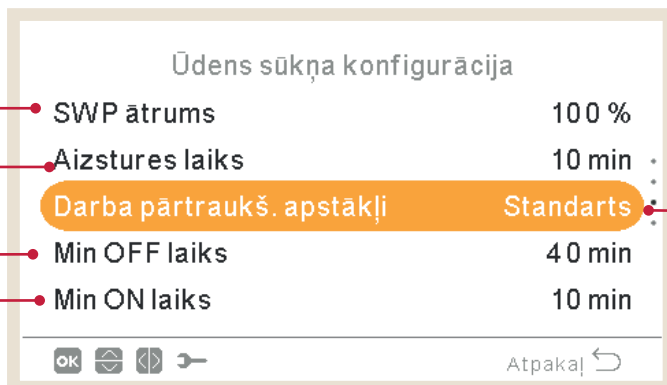 Ūdens sūkņa konfigurācija
SWP ātrums 100 %
Aizstures laiks 10 min
Darba pārtraukš. apstākļi Standarts
Min OFF laiks 40 min
Min ON laiks 10 min
OK Atpakaļ